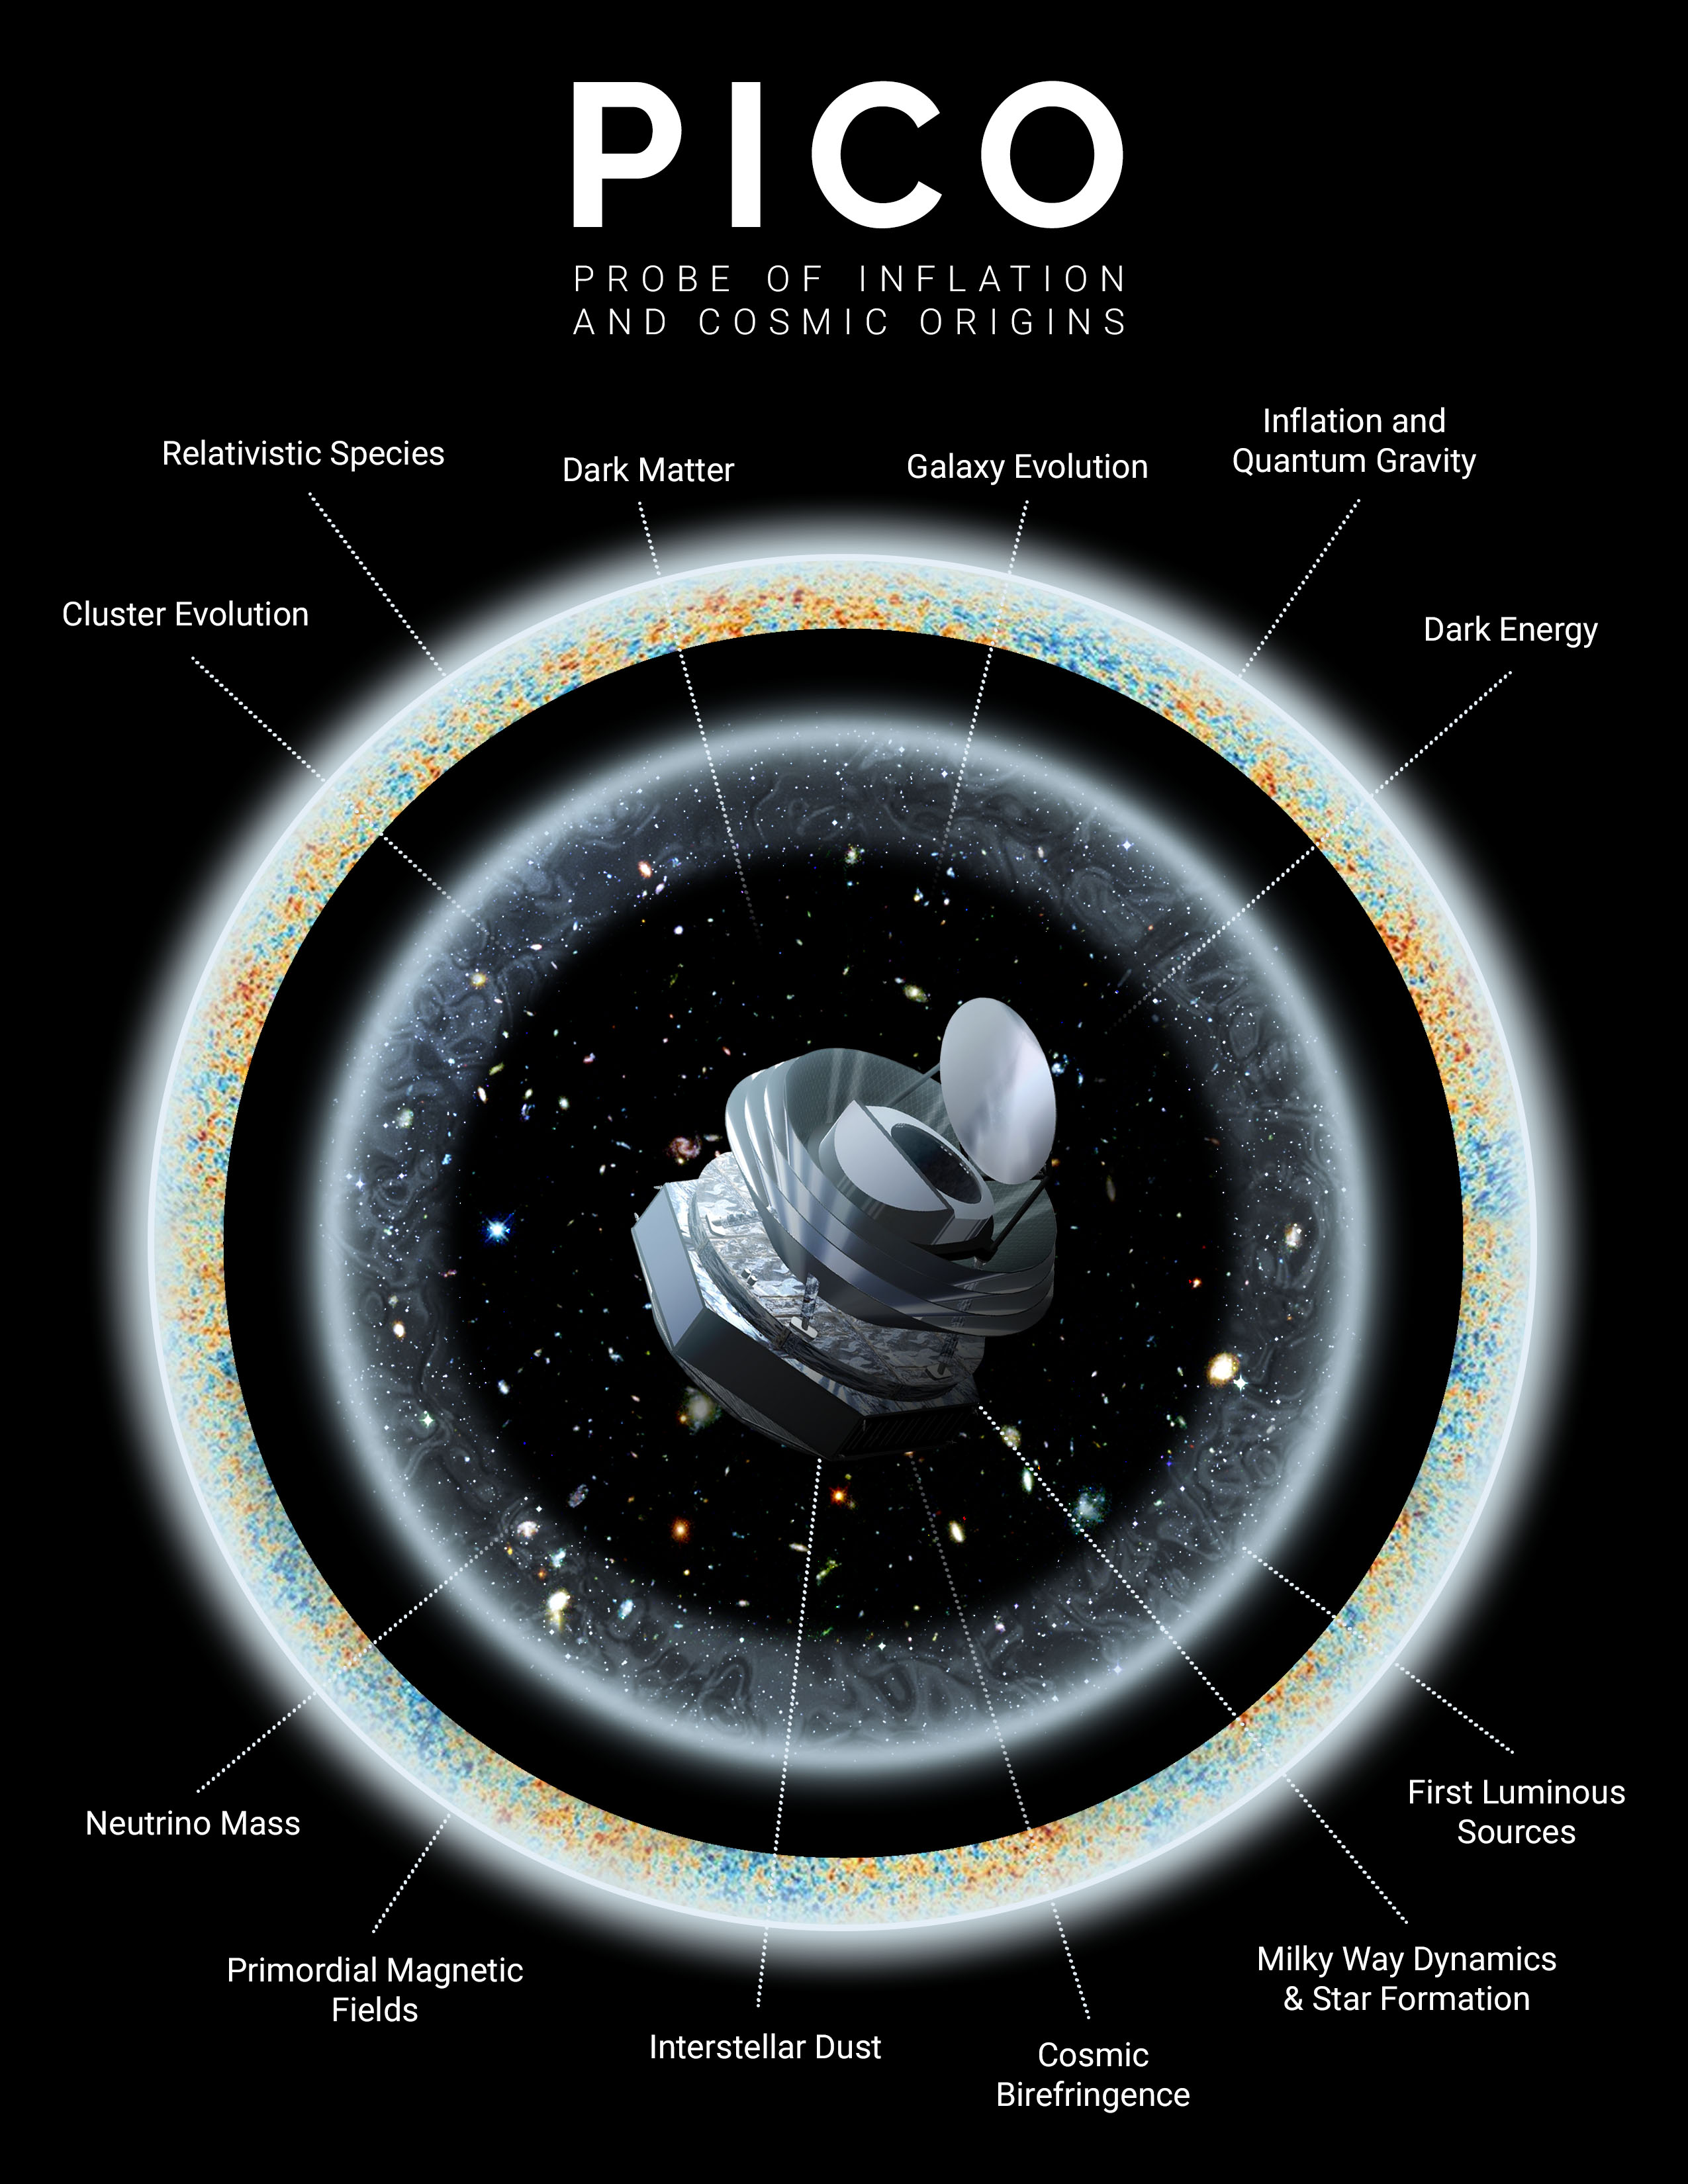 PICO
PROBE OF INFLATION
AND COSMIC ORIGINS
Relativistic Species
Dark Matter
Galaxy Evolution
Inflation and
Quantum Gravity
Cluster Evolution
Dark Energy
Neutrino Mass
First Luminous
Sources
Primordial Magnetic
Fields
Interstellar Dust
Cosmic
Birefringence
Milky Way Dynamics
& Star Formation